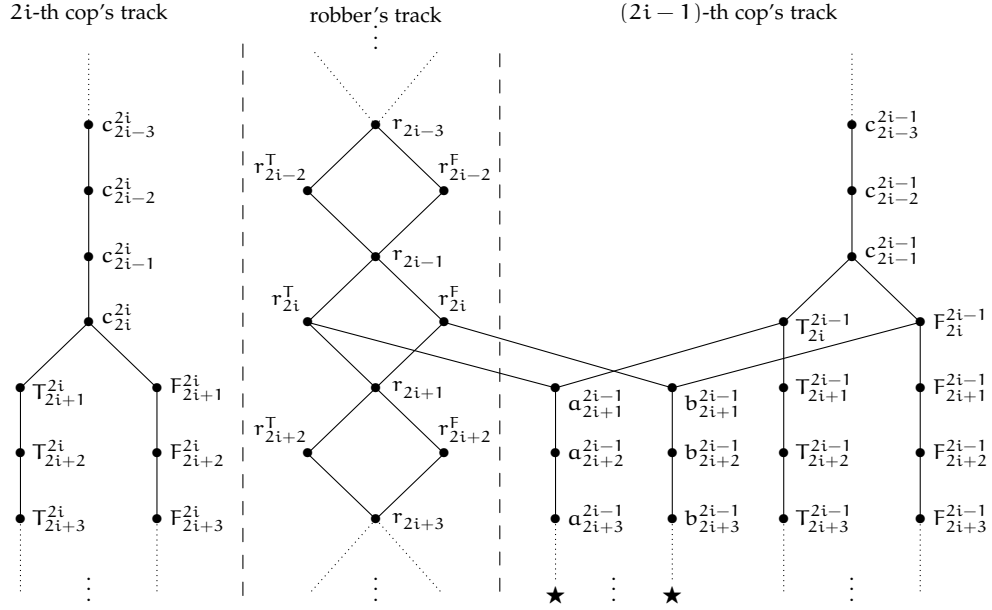 2i-th cop's track robber's track (2i − 1)-th cop's track
c^{2i}_{2i−3} r_{2i−3} c^{2i−1}_{2i−3}
r^T_{2i−2} r^F_{2i−2}
c^{2i}_{2i−2} c^{2i−1}_{2i−2}
c^{2i}_{2i−1} r_{2i−1} c^{2i−1}_{2i−1}
r^T_{2i} r^F_{2i}
c^{2i}_{2i} T^{2i−1}_{2i} F^{2i−1}_{2i}
T^{2i}_{2i+1} F^{2i}_{2i+1} r_{2i+1} a^{2i−1}_{2i+1} b^{2i−1}_{2i+1} T^{2i−1}_{2i+1} F^{2i−1}_{2i+1}
r^T_{2i+2} r^F_{2i+2}
T^{2i}_{2i+2} F^{2i}_{2i+2} a^{2i−1}_{2i+2} b^{2i−1}_{2i+2} T^{2i−1}_{2i+2} F^{2i−1}_{2i+2}
T^{2i}_{2i+3} F^{2i}_{2i+3} r_{2i+3} a^{2i−1}_{2i+3} b^{2i−1}_{2i+3} T^{2i−1}_{2i+3} F^{2i−1}_{2i+3}